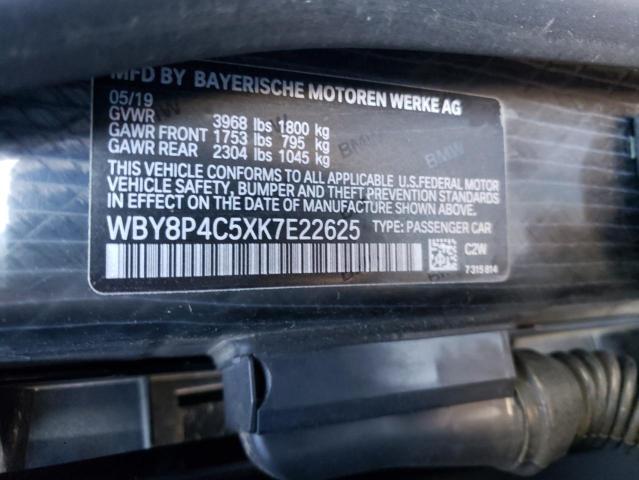 MFD BY BAYERISCHE MOTOREN WERKE AG
05/19
GVWR 3968 lbs 1800 kg
GAWR FRONT 1753 lbs 795 kg
GAWR REAR 2304 lbs 1045 kg
THIS VEHICLE CONFORMS TO ALL APPLICABLE U.S.FEDERAL MOTOR
VEHICLE SAFETY, BUMPER AND THEFT PREVENTION STANDARDS
IN EFFECT ON THE DATE OF MANUFACTURE SHOWN ABOVE.
WBY8P4C5XK7E22625 TYPE: PASSENGER CAR
C2W
7315814
BMW
BMW